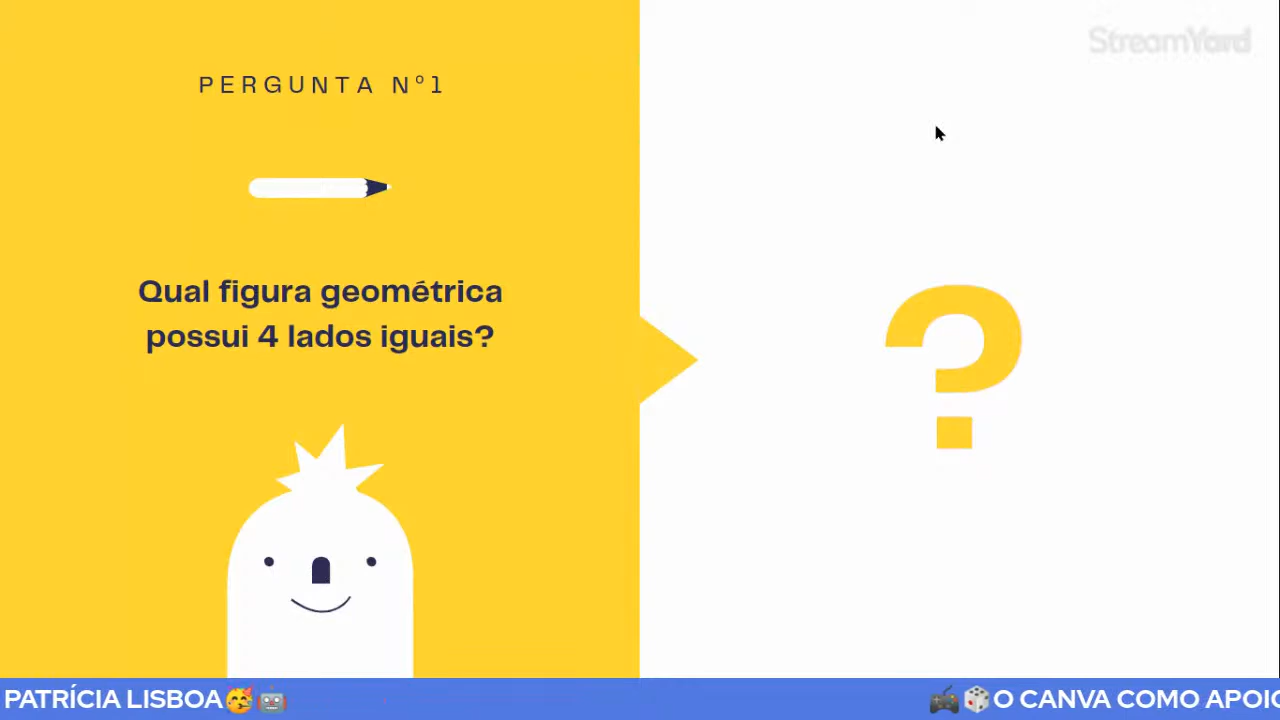 StreamYard
PERGUNTA Nº1
Qual figura geométrica
possui 4 lados iguais?
?
PATRÍCIA LISBOA🥳🤖
🎮🎲O CANVA COMO APOIO